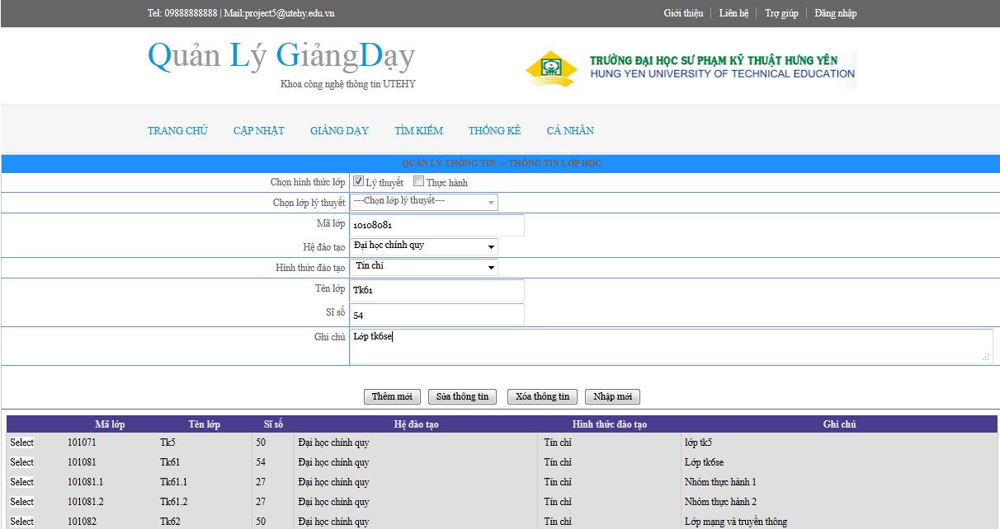 Tel: 09888888888 | Mail:project5@utehy.edu.vn Giới thiệu Liên hệ Trợ giúp Đăng nhập
Quản Lý GiảngDạy
Khoa công nghệ thông tin UTEHY
TRƯỜNG ĐẠI HỌC SƯ PHẠM KỸ THUẬT HƯNG YÊN
HUNG YEN UNIVERSITY OF TECHNICAL EDUCATION
TRANG CHỦ CẬP NHẬT GIẢNG DẠY TÌM KIẾM THỐNG KÊ CÁ NHÂN
QUẢN LÝ THÔNG TIN -> THÔNG TIN LỚP HỌC
Chọn hình thức lớp Lý thuyết Thực hành
Chọn lớp lý thuyết ---Chọn lớp lý thuyết---
Mã lớp 10108081
Hệ đào tạo Đại học chính quy
Hình thức đào tạo Tín chỉ
Tên lớp Tk61
Sĩ số 54
Ghi chú Lớp tk6se
Thêm mới Sửa thông tin Xóa thông tin Nhập mới
Mã lớp Tên lớp Sĩ số Hệ đào tạo Hình thức đào tạo Ghi chú
Select 101071 Tk5 50 Đại học chính quy Tín chỉ lớp tk5
Select 101081 Tk61 54 Đại học chính quy Tín chỉ Lớp tk6se
Select 101081.1 Tk61.1 27 Đại học chính quy Tín chỉ Nhóm thực hành 1
Select 101081.2 Tk61.2 27 Đại học chính quy Tín chỉ Nhóm thực hành 2
Select 101082 Tk62 50 Đại học chính quy Tín chỉ Lớp mạng và truyền thông